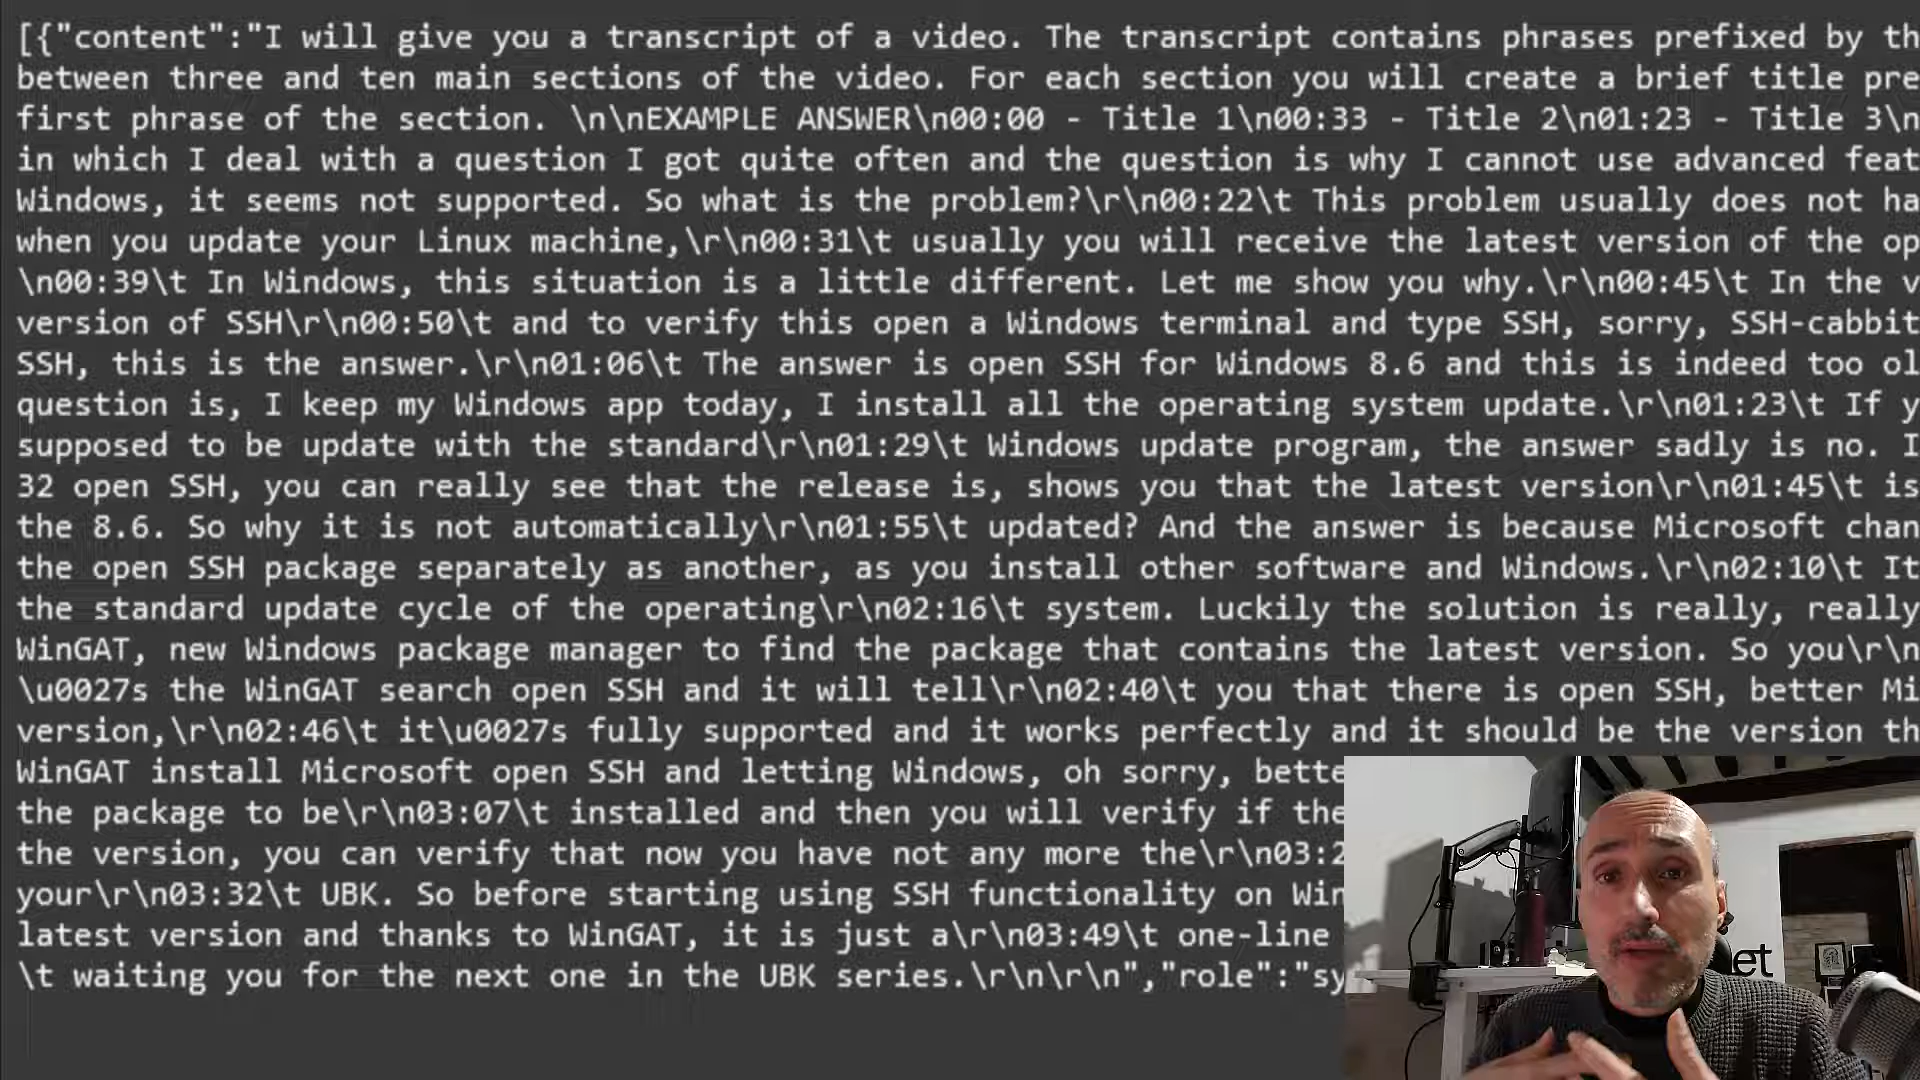 [{"content":"I will give you a transcript of a video. The transcript contains phrases prefixed by th
between three and ten main sections of the video. For each section you will create a brief title pre
first phrase of the section. \n\nEXAMPLE ANSWER\n00:00 - Title 1\n00:33 - Title 2\n01:23 - Title 3\n
in which I deal with a question I got quite often and the question is why I cannot use advanced feat
Windows, it seems not supported. So what is the problem?\r\n00:22\t This problem usually does not ha
when you update your Linux machine,\r\n00:31\t usually you will receive the latest version of the op
\n00:39\t In Windows, this situation is a little different. Let me show you why.\r\n00:45\t In the v
version of SSH\r\n00:50\t and to verify this open a Windows terminal and type SSH, sorry, SSH-cabbit
SSH, this is the answer.\r\n01:06\t The answer is open SSH for Windows 8.6 and this is indeed too ol
question is, I keep my Windows app today, I install all the operating system update.\r\n01:23\t If y
supposed to be update with the standard\r\n01:29\t Windows update program, the answer sadly is no. I
32 open SSH, you can really see that the release is, shows you that the latest version\r\n01:45\t is
the 8.6. So why it is not automatically\r\n01:55\t updated? And the answer is because Microsoft chan
the open SSH package separately as another, as you install other software and Windows.\r\n02:10\t It
the standard update cycle of the operating\r\n02:16\t system. Luckily the solution is really, really
WinGAT, new Windows package manager to find the package that contains the latest version. So you\r\n
\u0027s the WinGAT search open SSH and it will tell\r\n02:40\t you that there is open SSH, better Mi
version,\r\n02:46\t it\u0027s fully supported and it works perfectly and it should be the version th
WinGAT install Microsoft open SSH and letting Windows, oh sorry, bette
the package to be\r\n03:07\t installed and then you will verify if the
the version, you can verify that now you have not any more the\r\n03:2
your\r\n03:32\t UBK. So before starting using SSH functionality on Win
latest version and thanks to WinGAT, it is just a\r\n03:49\t one-line
\t waiting you for the next one in the UBK series.\r\n\r\n","role":"sy
et